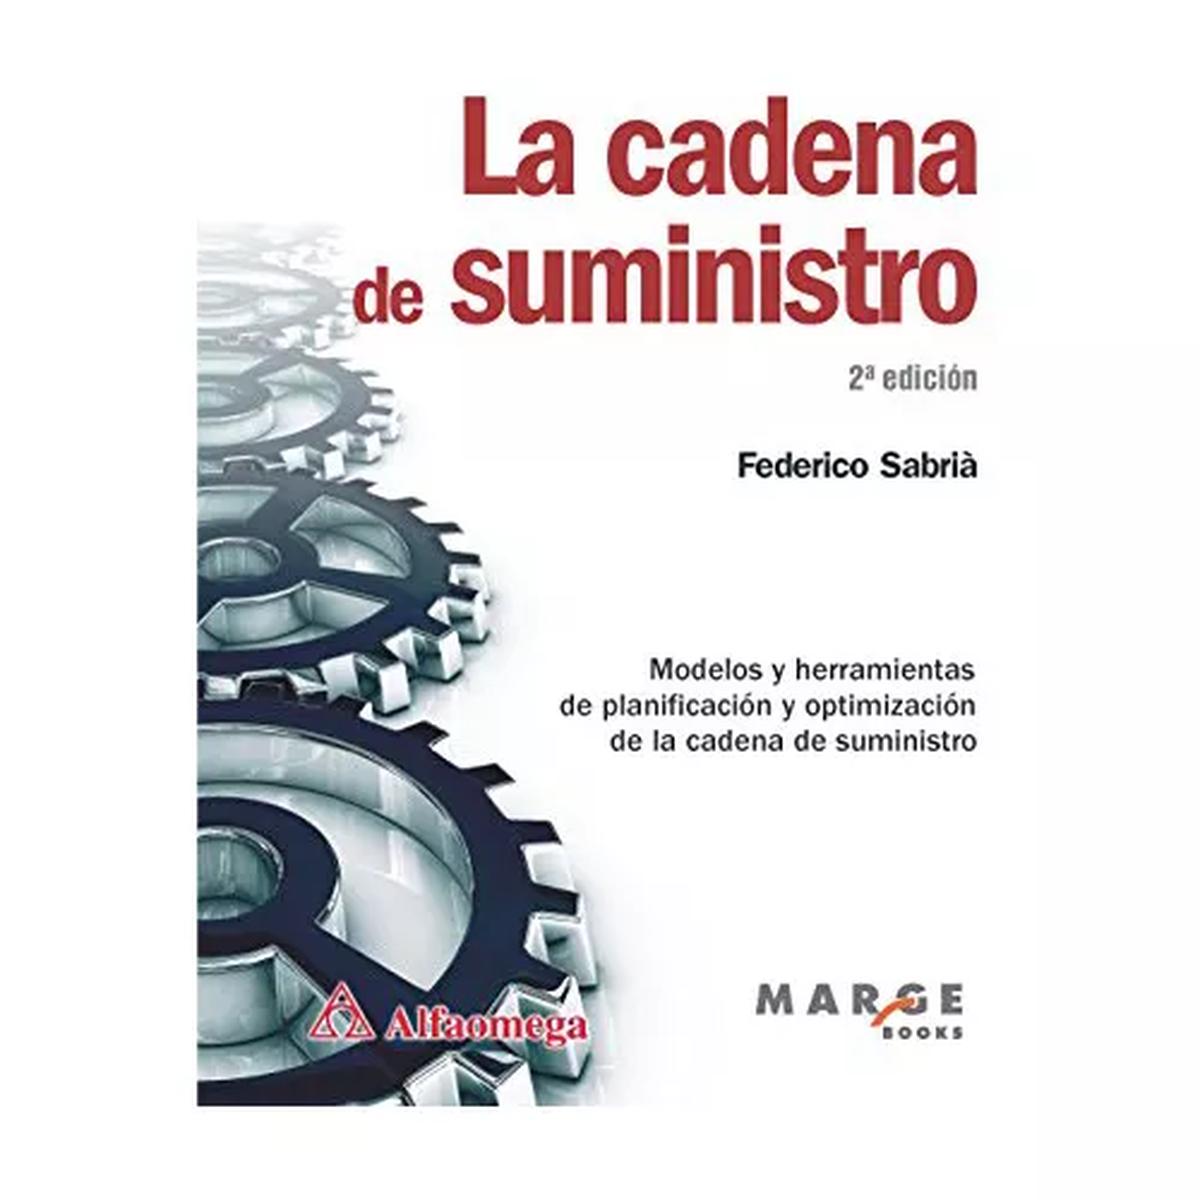 La cadena
de suministro
2ª edición
Federico Sabrià
Modelos y herramientas
de planificación y optimización
de la cadena de suministro
Alfaomega
MARGE
BOOKS